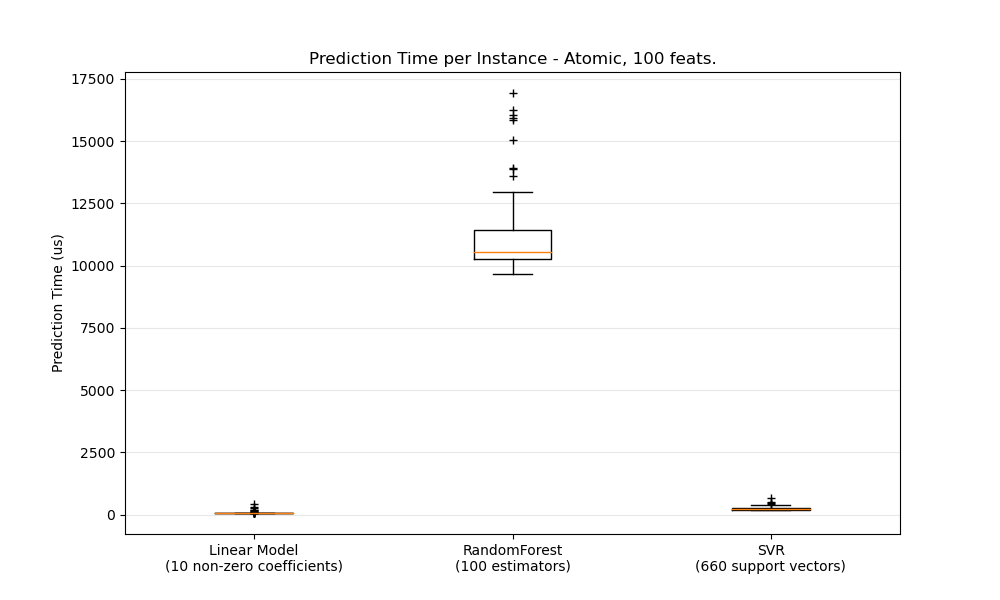 Prediction Time per Instance - Atomic, 100 feats.
Prediction Time (us)
17500
15000
12500
10000
7500
5000
2500
0
Linear Model
(10 non-zero coefficients)
RandomForest
(100 estimators)
SVR
(660 support vectors)